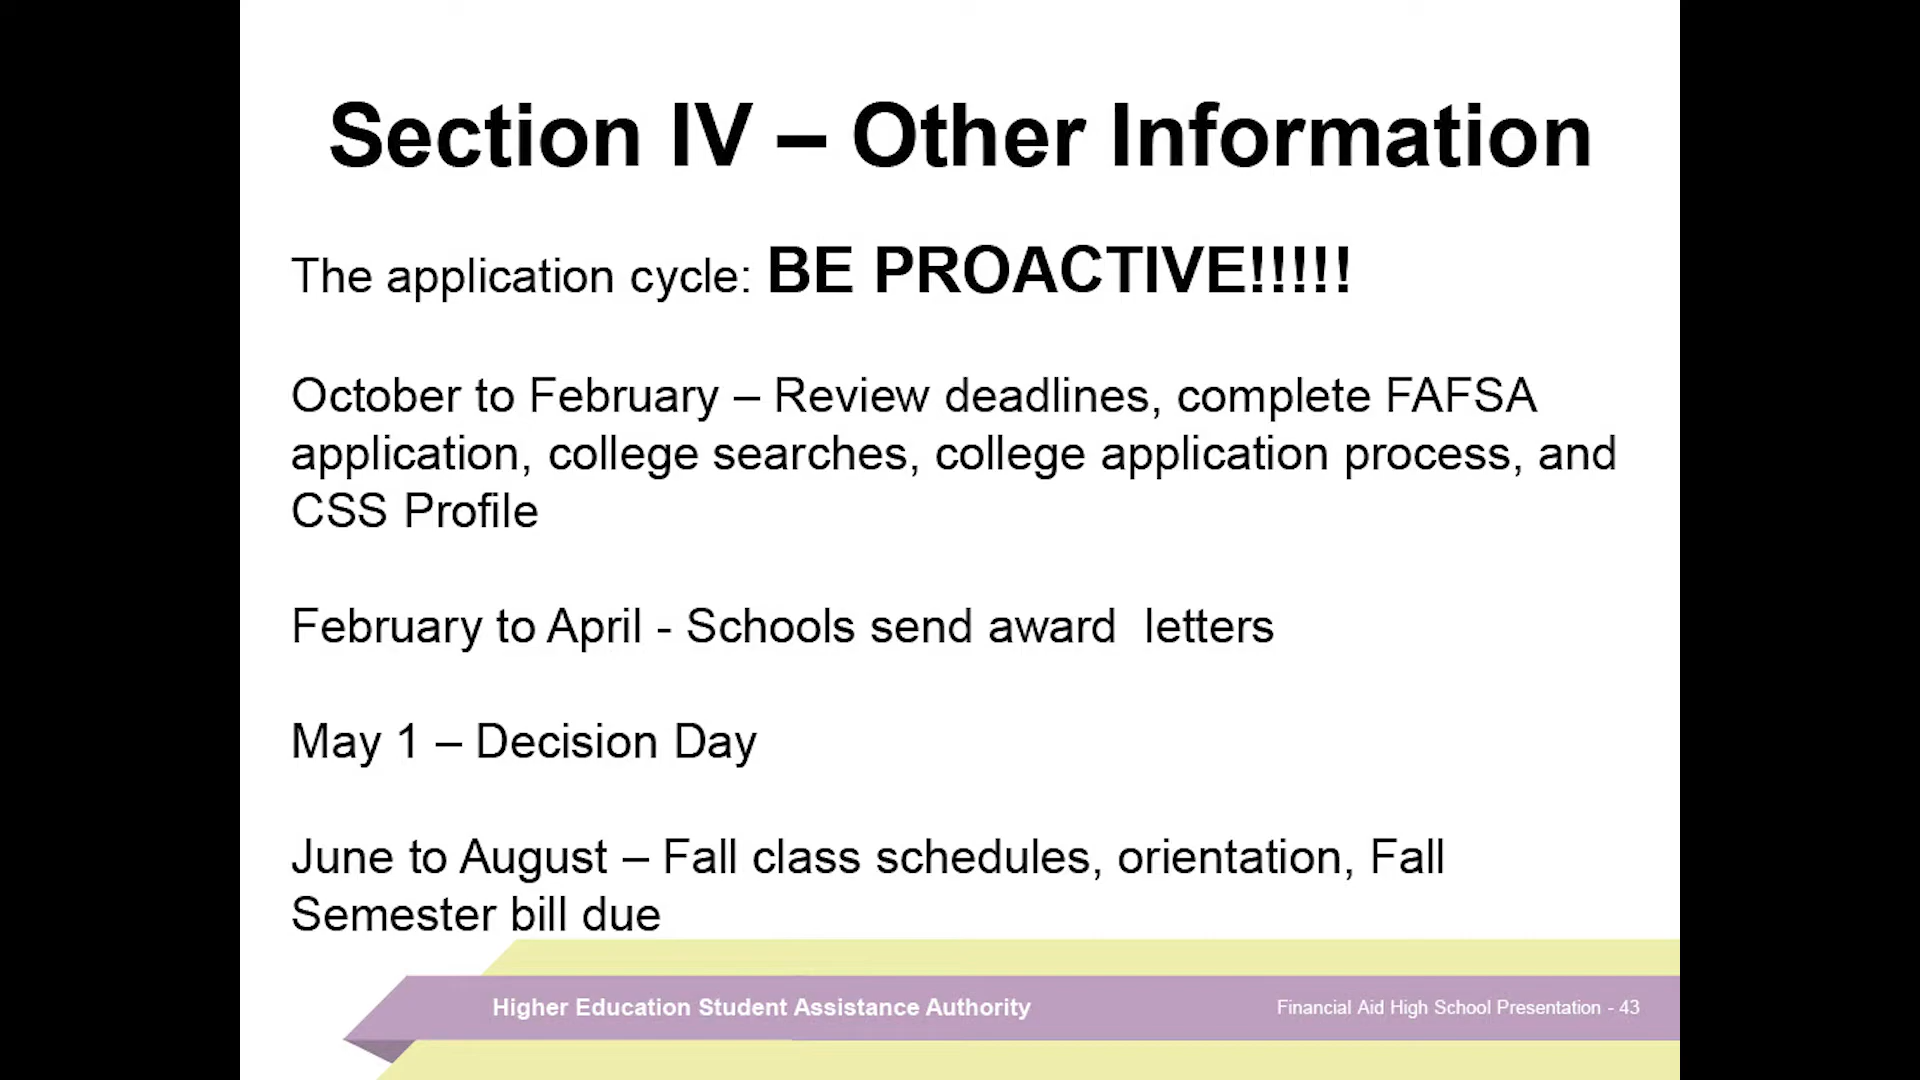 Section IV – Other Information
The application cycle: BE PROACTIVE!!!!!
October to February – Review deadlines, complete FAFSA
application, college searches, college application process, and
CSS Profile
February to April - Schools send award  letters
May 1 – Decision Day
June to August – Fall class schedules, orientation, Fall
Semester bill due
Higher Education Student Assistance Authority
Financial Aid High School Presentation - 43